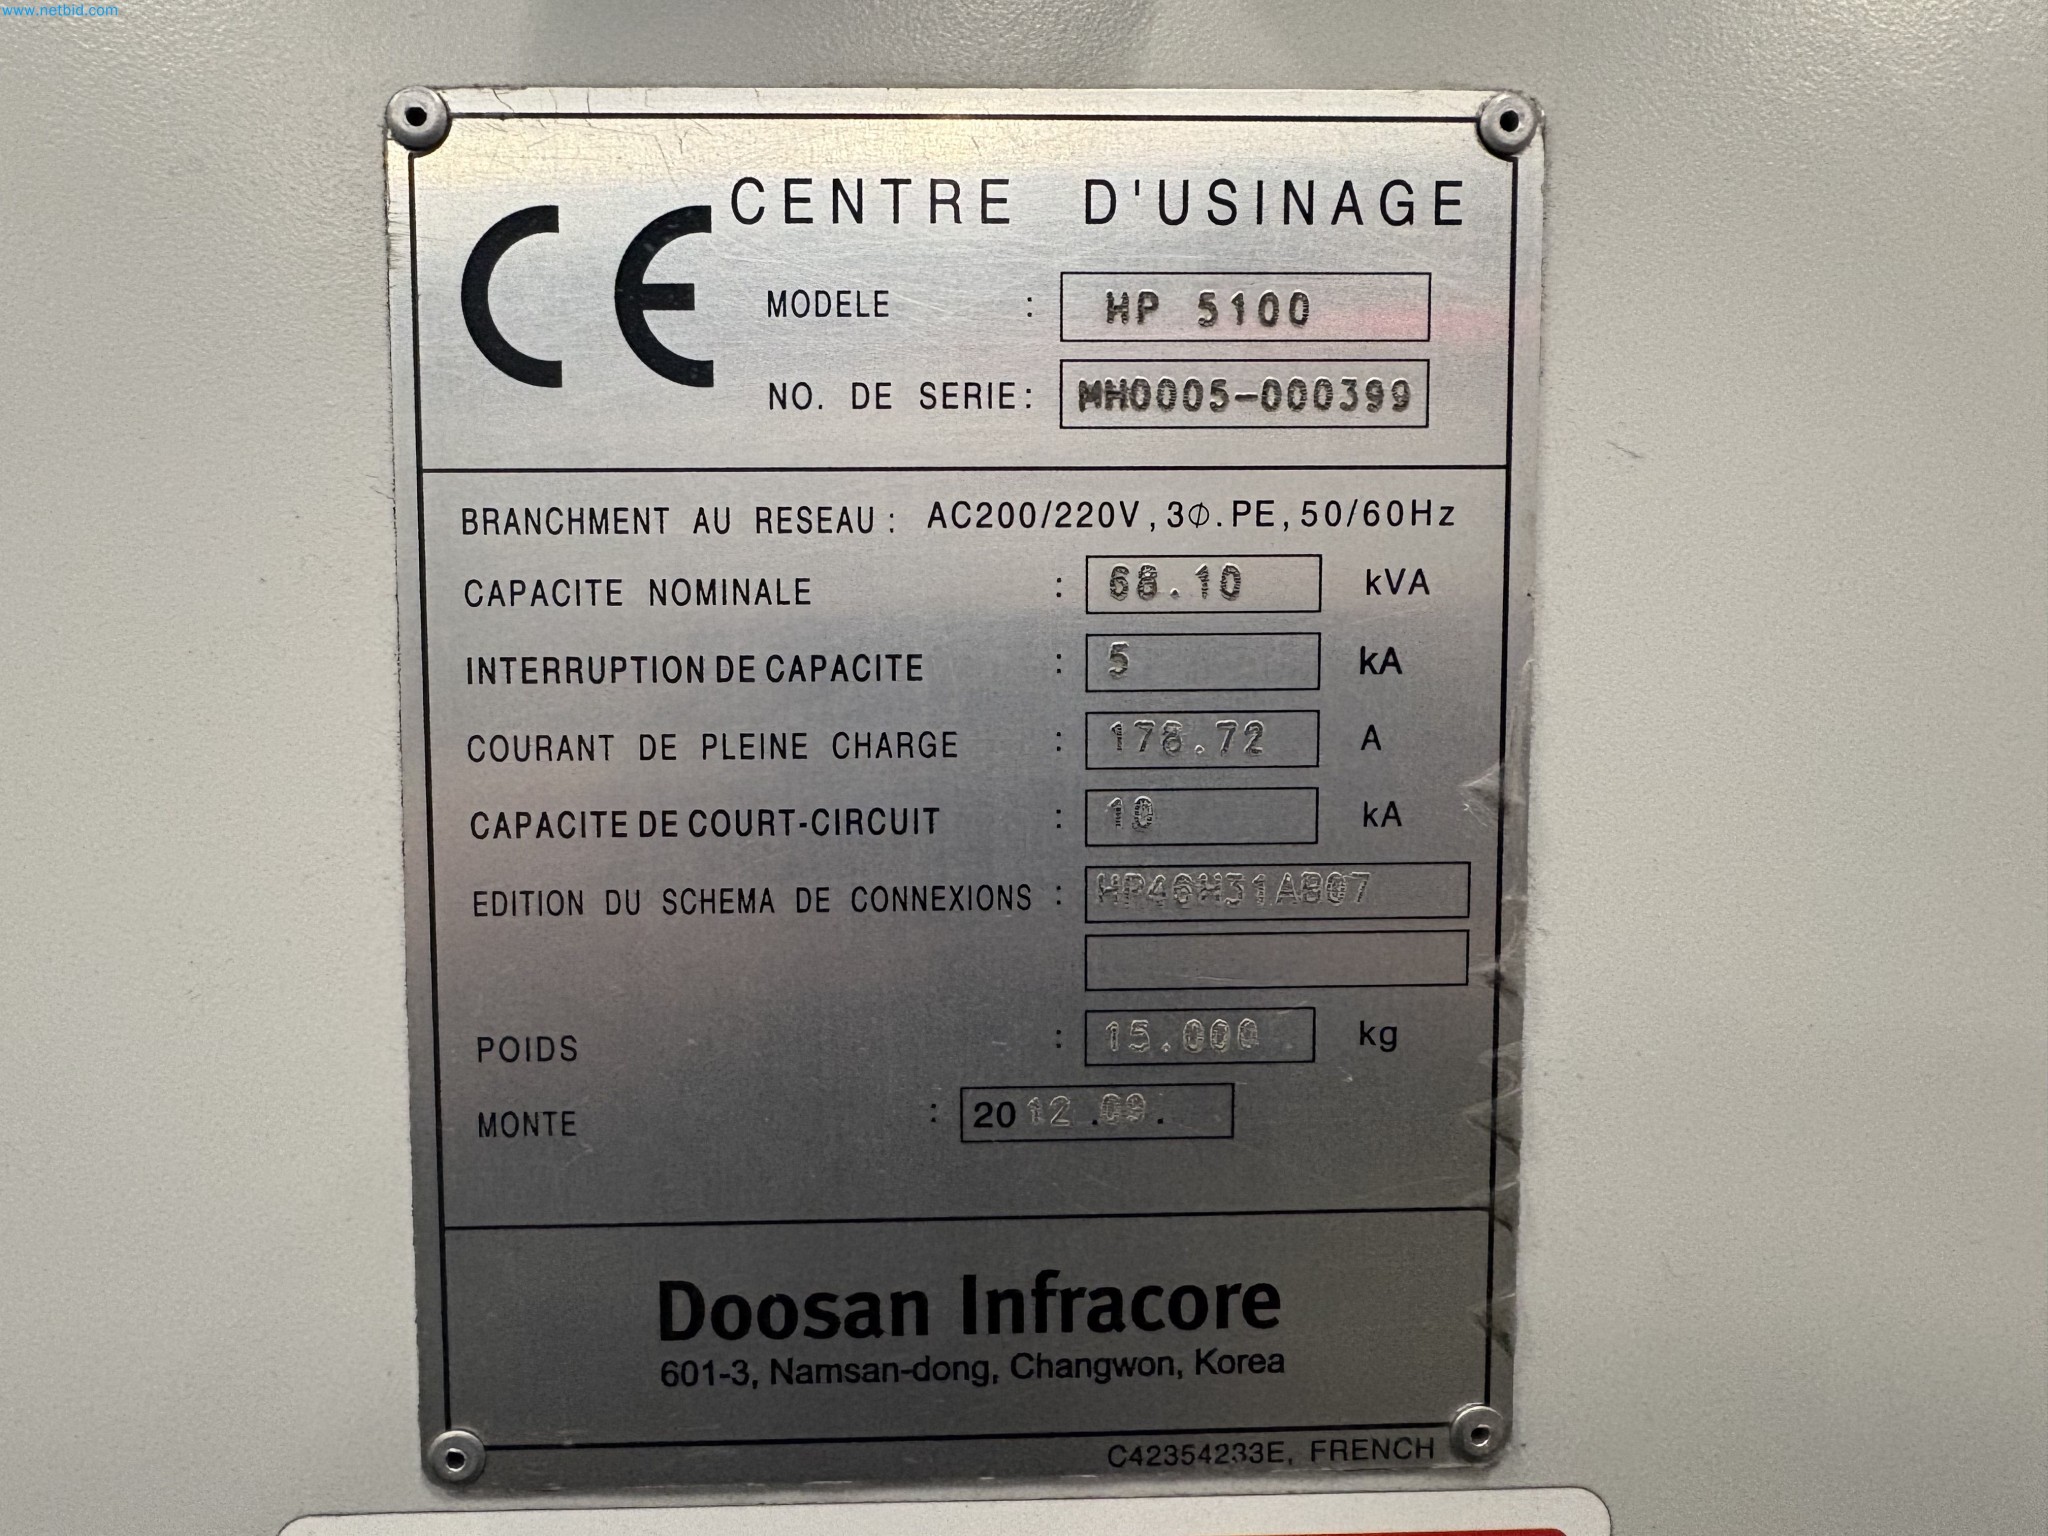 www.netbid.com
CE CENTRE D'USINAGE
MODELE : HP 5100
NO. DE SERIE: MH0005-000399
BRANCHMENT AU RESEAU: AC200/220V, 3Φ.PE, 50/60Hz
CAPACITE NOMINALE : 68.10 kVA
INTERRUPTION DE CAPACITE : 5 kA
COURANT DE PLEINE CHARGE : 178.72 A
CAPACITE DE COURT-CIRCUIT : 10 kA
EDITION DU SCHEMA DE CONNEXIONS : HP46H31AB07
POIDS : 15.000 kg
MONTE : 2012.09.
Doosan Infracore
601-3, Namsan-dong, Changwon, Korea
C42354233E, FRENCH